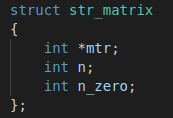 struct str_matrix
{
    int *mtr;
    int n;
    int n_zero;
};